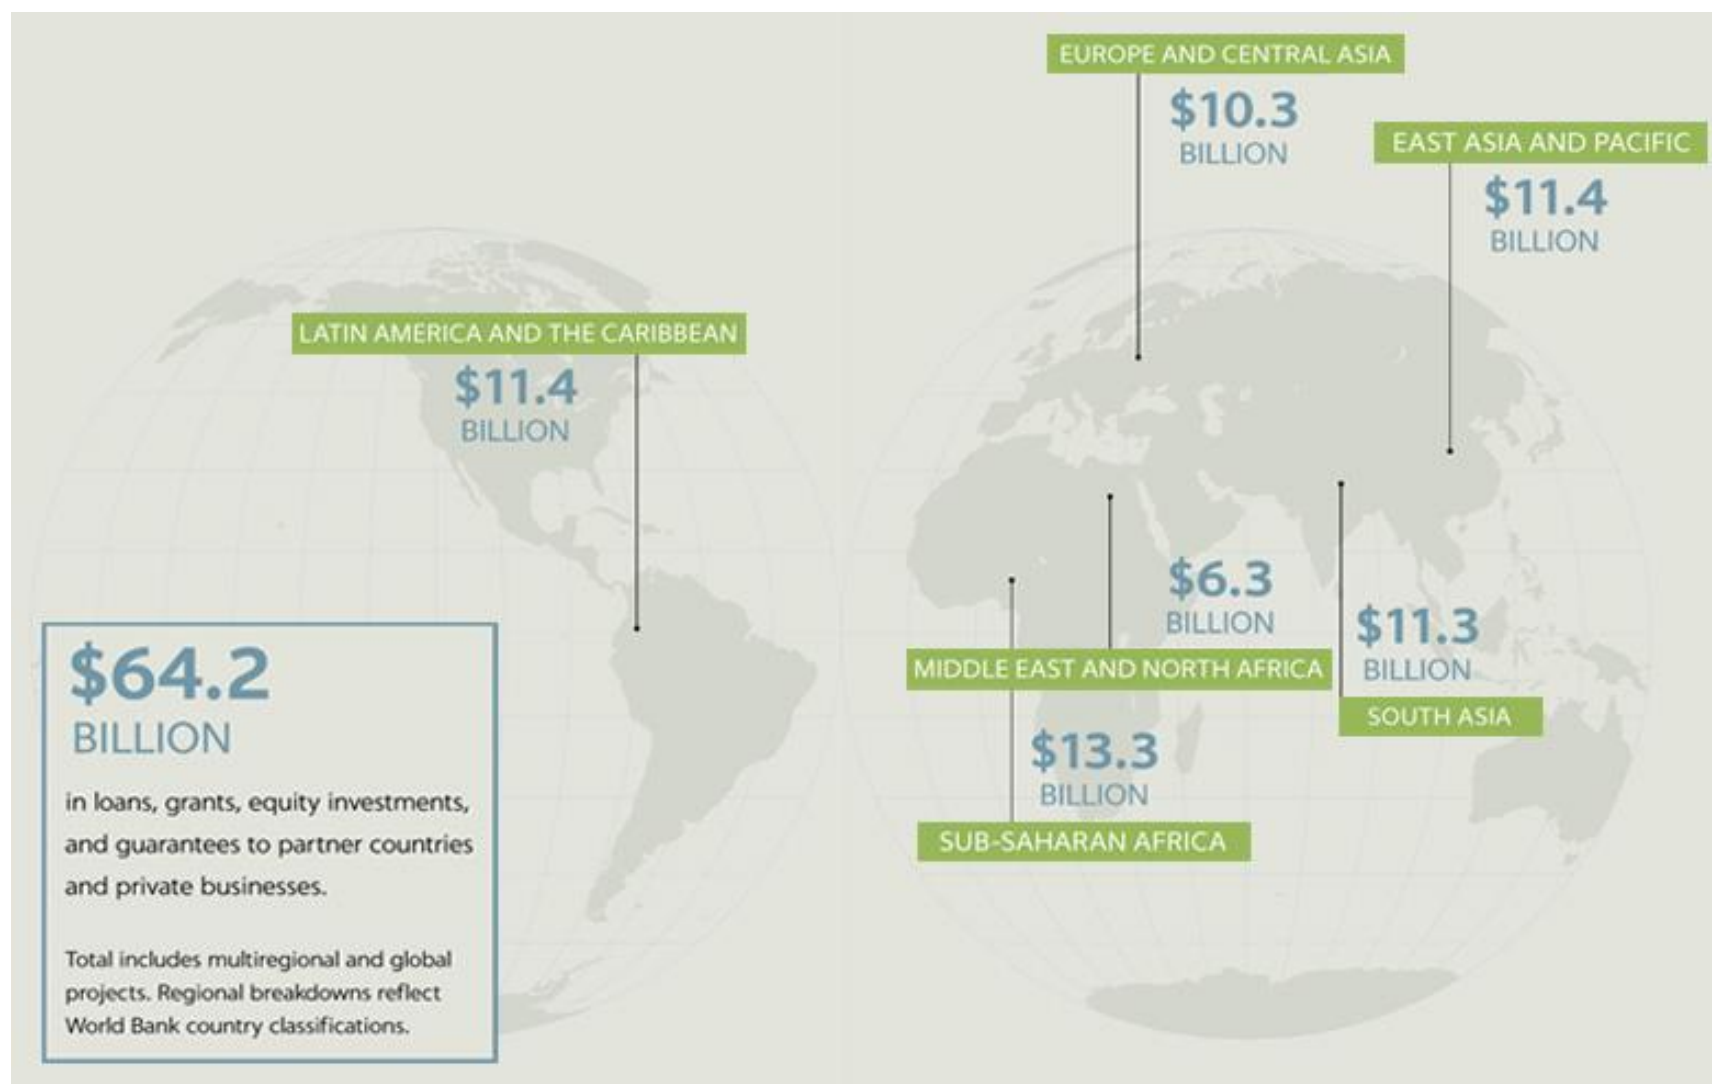 EUROPE AND CENTRAL ASIA
$10.3
BILLION
EAST ASIA AND PACIFIC
$11.4
BILLION
LATIN AMERICA AND THE CARIBBEAN
$11.4
BILLION
$6.3
BILLION
MIDDLE EAST AND NORTH AFRICA
$11.3
BILLION
SOUTH ASIA
$13.3
BILLION
SUB-SAHARAN AFRICA
$64.2
BILLION
in loans, grants, equity investments,
and guarantees to partner countries
and private businesses.
Total includes multiregional and global
projects. Regional breakdowns reflect
World Bank country classifications.